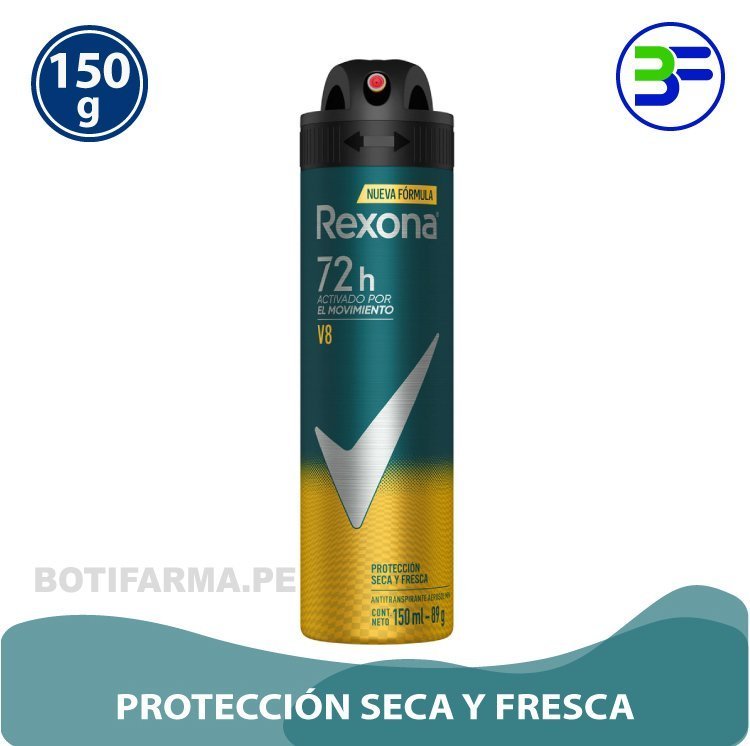 150
g
BF
NUEVA FÓRMULA
Rexona
72h
ACTIVADO POR
EL MOVIMIENTO
V8
PROTECCIÓN
SECA Y FRESCA
ANTITRANSPIRANTE AEROSOL
CONT.
NETO 150 ml - 89 g
BOTIFARMA.PE
PROTECCIÓN SECA Y FRESCA